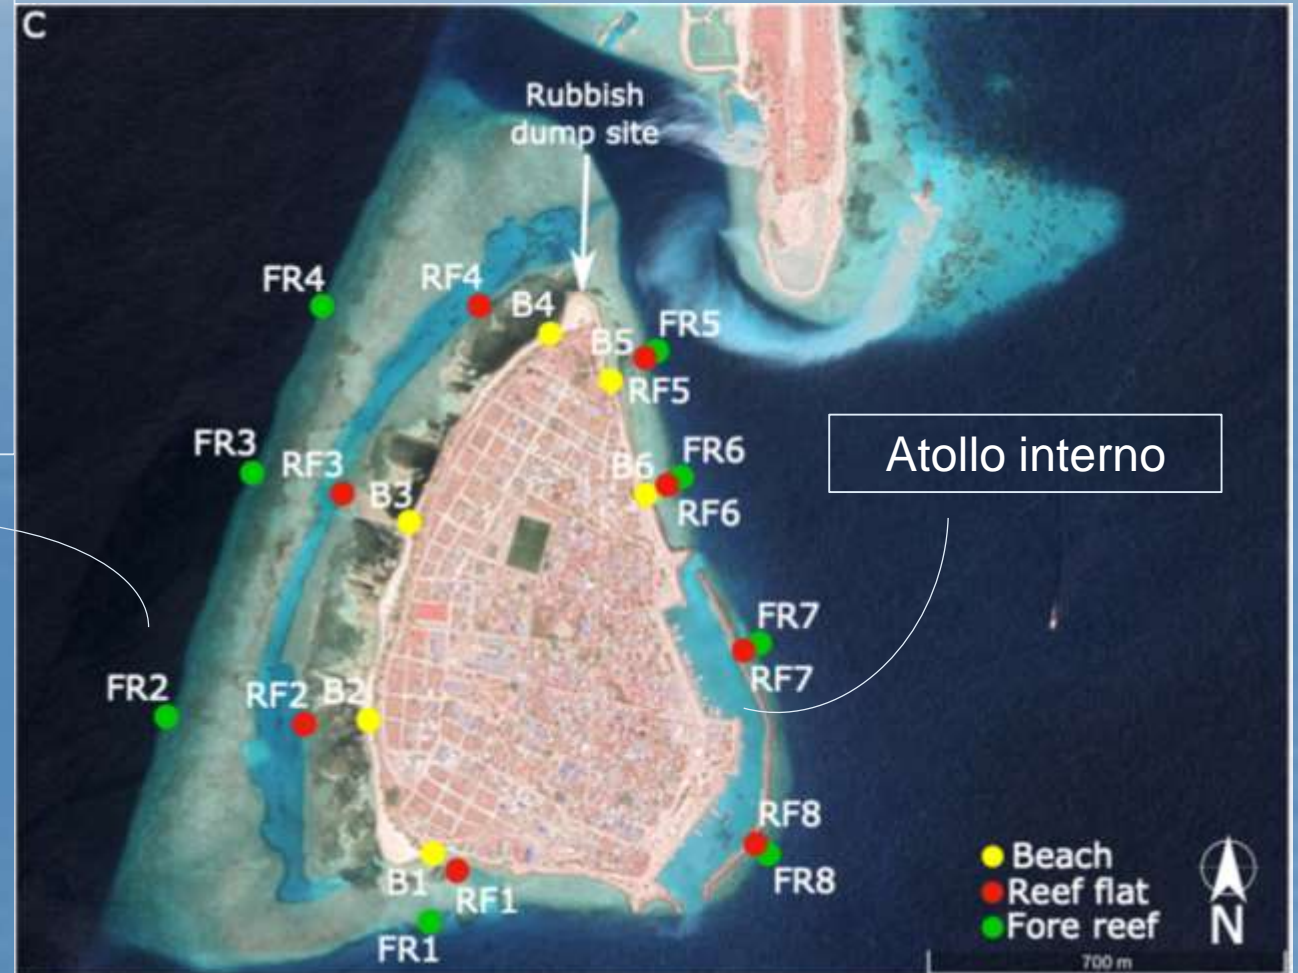 C
Rubbish
dump site
FR4
RF4
B4
FR5
B5
RF5
FR3
RF3
B3
FR6
B6
RF6
Atollo interno
FR7
RF7
FR2
RF2
B2
RF8
FR8
B1
RF1
FR1
Beach
Reef flat
Fore reef
N
700 m